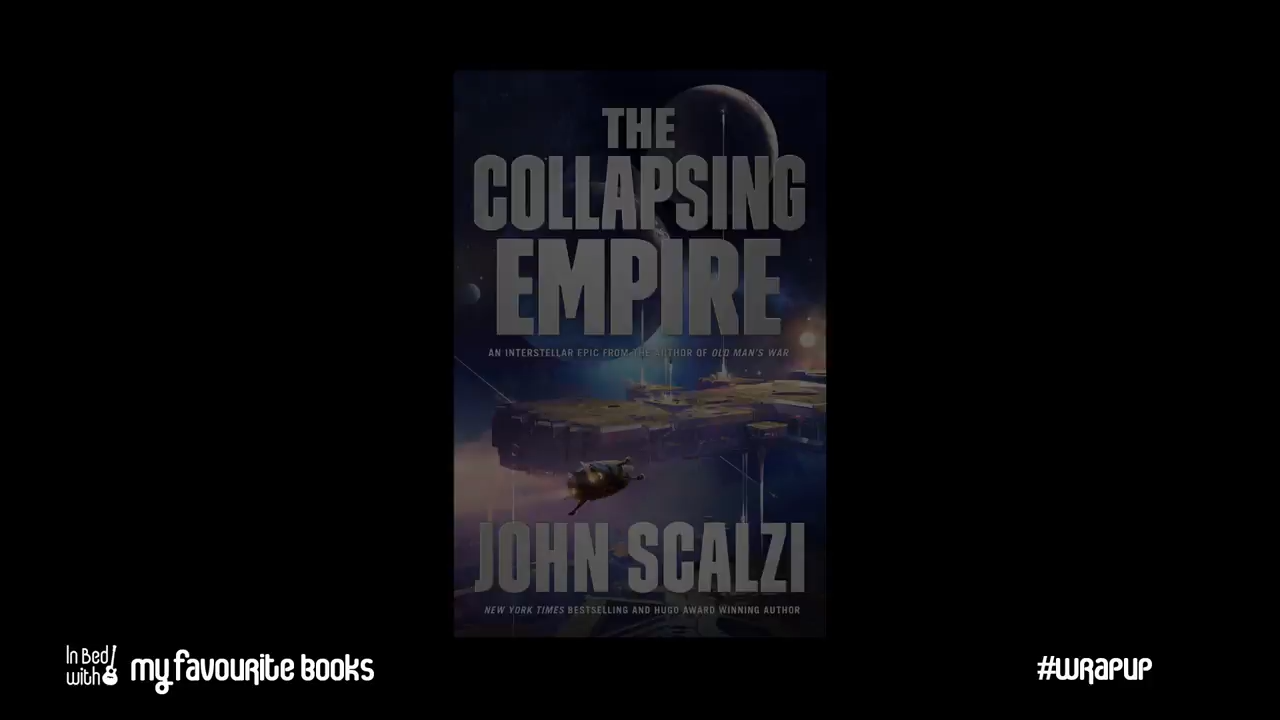 THE
COLLAPSING
EMPIRE
AN INTERSTELLAR EPIC FROM THE AUTHOR OF OLD MAN'S WAR
JOHN SCALZI
NEW YORK TIMES BESTSELLING AND HUGO AWARD WINNING AUTHOR
In Bed!
with
my favourite books
#wrapup